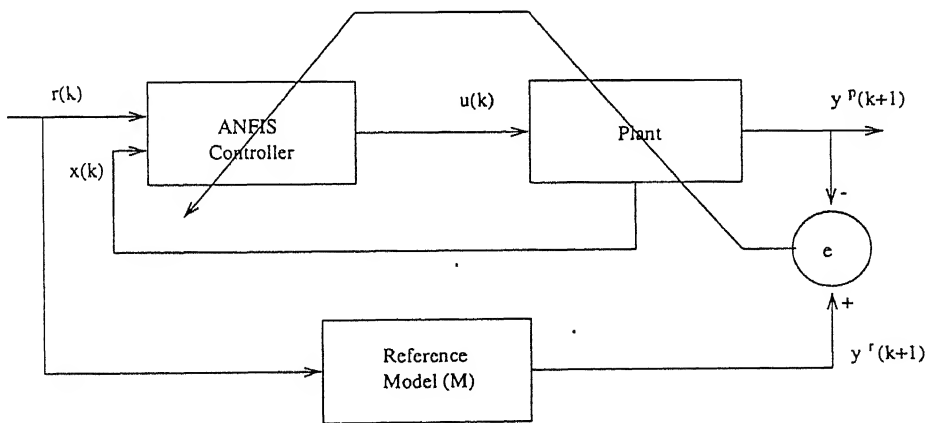 r(k)
ANFIS
Controller
x(k)
u(k)
Plant
y p(k+1)
-
e
+
Reference
Model (M)
y r(k+1)